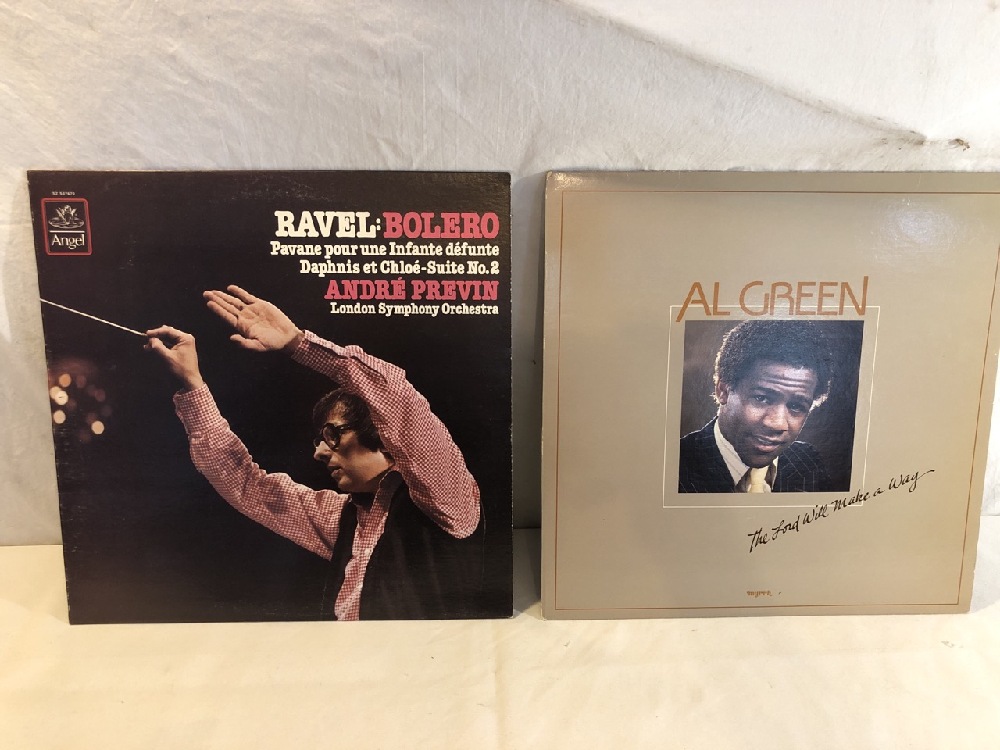 Angel
RAVEL: BOLERO
Pavane pour une Infante défunte
Daphnis et Chloé-Suite No. 2
ANDRÉ PREVIN
London Symphony Orchestra
AL GREEN
The Lord Will Make a Way
myrrh